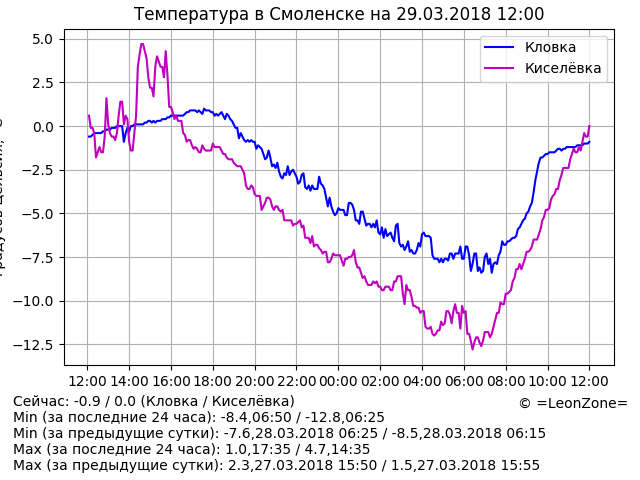 Температура в Смоленске на 29.03.2018 12:00
Кловка
Киселёвка
5.0
2.5
0.0
−2.5
−5.0
−7.5
−10.0
−12.5
12:00 14:00 16:00 18:00 20:00 22:00 00:00 02:00 04:00 06:00 08:00 10:00 12:00
Сейчас: -0.9 / 0.0 (Кловка / Киселёвка)
© =LeonZone=
Min (за последние 24 часа): -8.4,06:50 / -12.8,06:25
Min (за предыдущие сутки): -7.6,28.03.2018 06:25 / -8.5,28.03.2018 06:15
Max (за последние 24 часа): 1.0,17:35 / 4.7,14:35
Max (за предыдущие сутки): 2.3,27.03.2018 15:50 / 1.5,27.03.2018 15:55